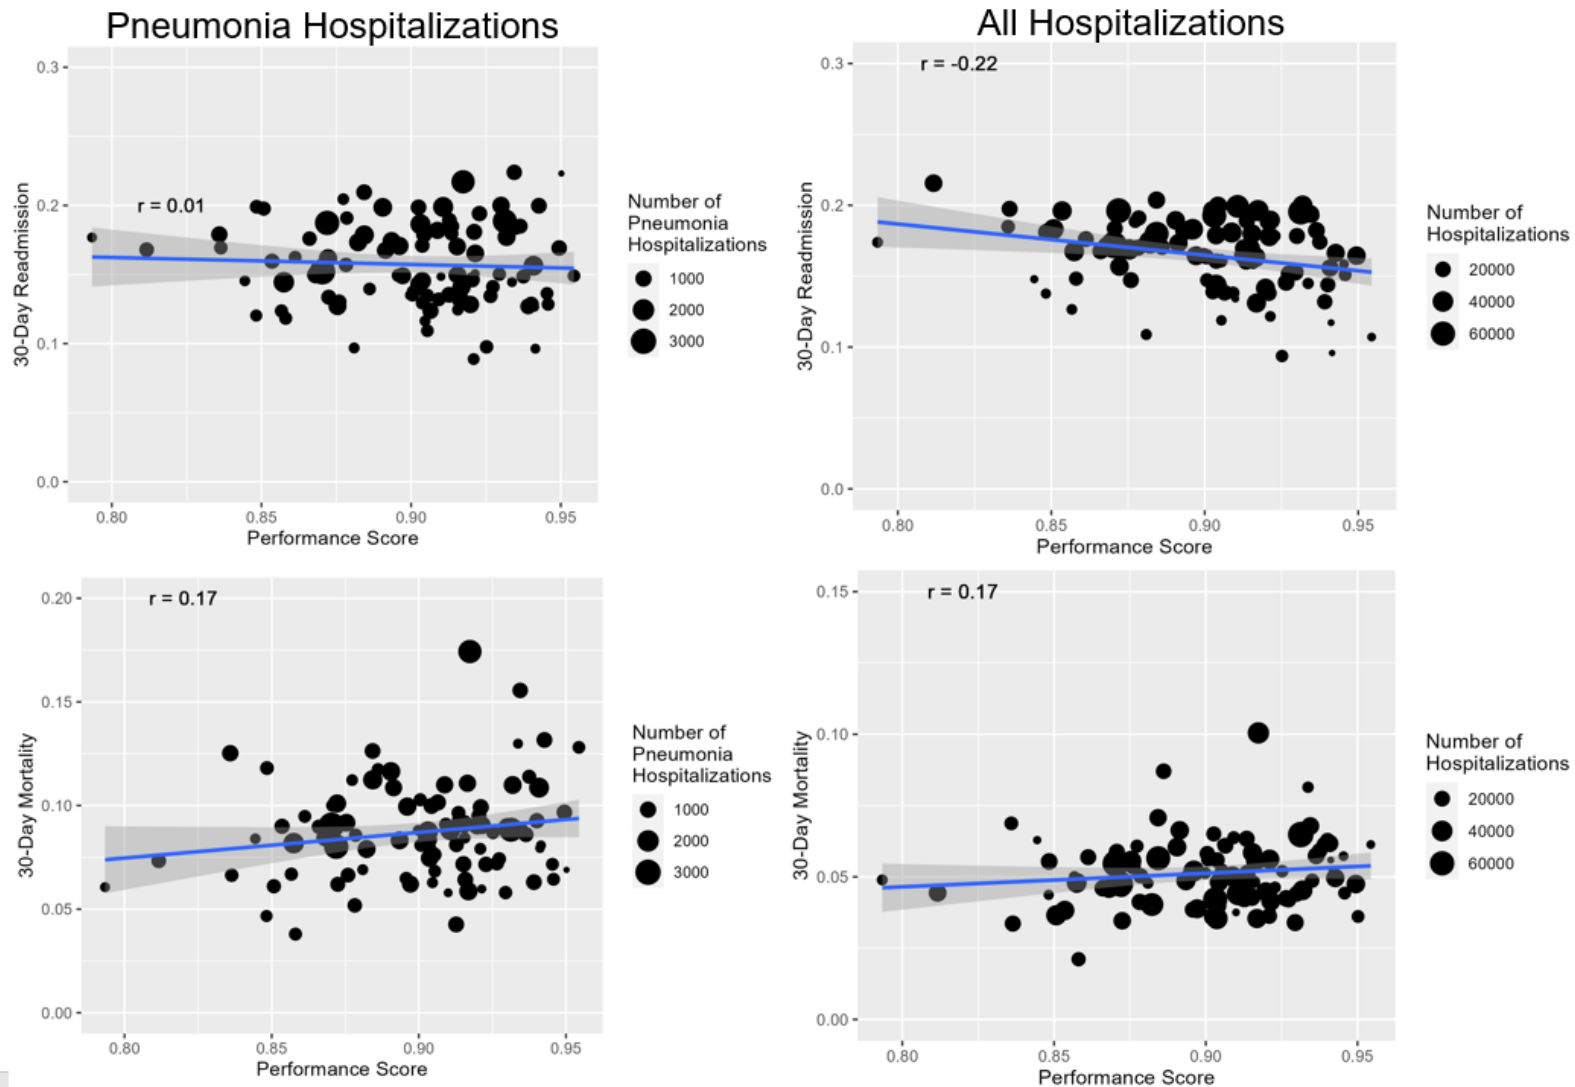 Pneumonia Hospitalizations
0.3
0.2
0.1
0.0
30-Day Readmission
r = 0.01
0.80 0.85 0.90 0.95
Performance Score
Number of
Pneumonia
Hospitalizations
1000
2000
3000
All Hospitalizations
0.3
0.2
0.1
0.0
30-Day Readmission
r = -0.22
0.80 0.85 0.90 0.95
Performance Score
Number of
Hospitalizations
20000
40000
60000
0.20
0.15
0.10
0.05
0.00
30-Day Mortality
r = 0.17
0.80 0.85 0.90 0.95
Performance Score
Number of
Pneumonia
Hospitalizations
1000
2000
3000
0.15
0.10
0.05
0.00
30-Day Mortality
r = 0.17
0.80 0.85 0.90 0.95
Performance Score
Number of
Hospitalizations
20000
40000
60000